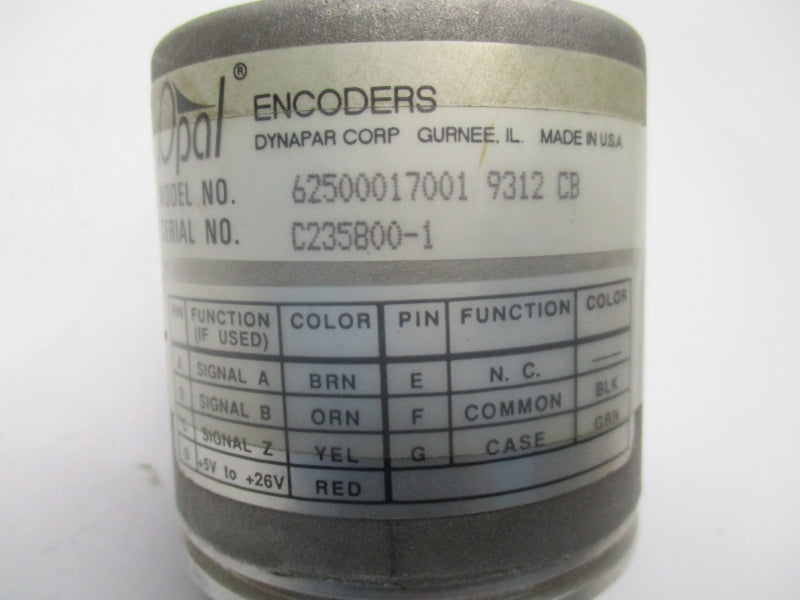 Opal® ENCODERS
DYNAPAR CORP GURNEE, IL. MADE IN U.S.A.
MODEL NO. 62500017001 9312 CB
SERIAL NO. C235800-1
PIN FUNCTION (IF USED) COLOR PIN FUNCTION COLOR
A SIGNAL A BRN E N. C. —
B SIGNAL B ORN F COMMON BLK
C SIGNAL Z YEL G CASE GRN
D +5V to +26V RED